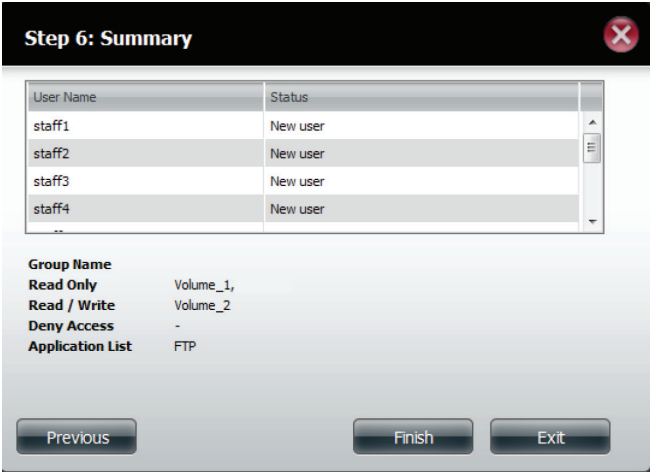 Step 6: Summary
User Name Status
staff1 New user
staff2 New user
staff3 New user
staff4 New user
Group Name
Read Only Volume_1,
Read / Write Volume_2
Deny Access -
Application List FTP
Previous Finish Exit